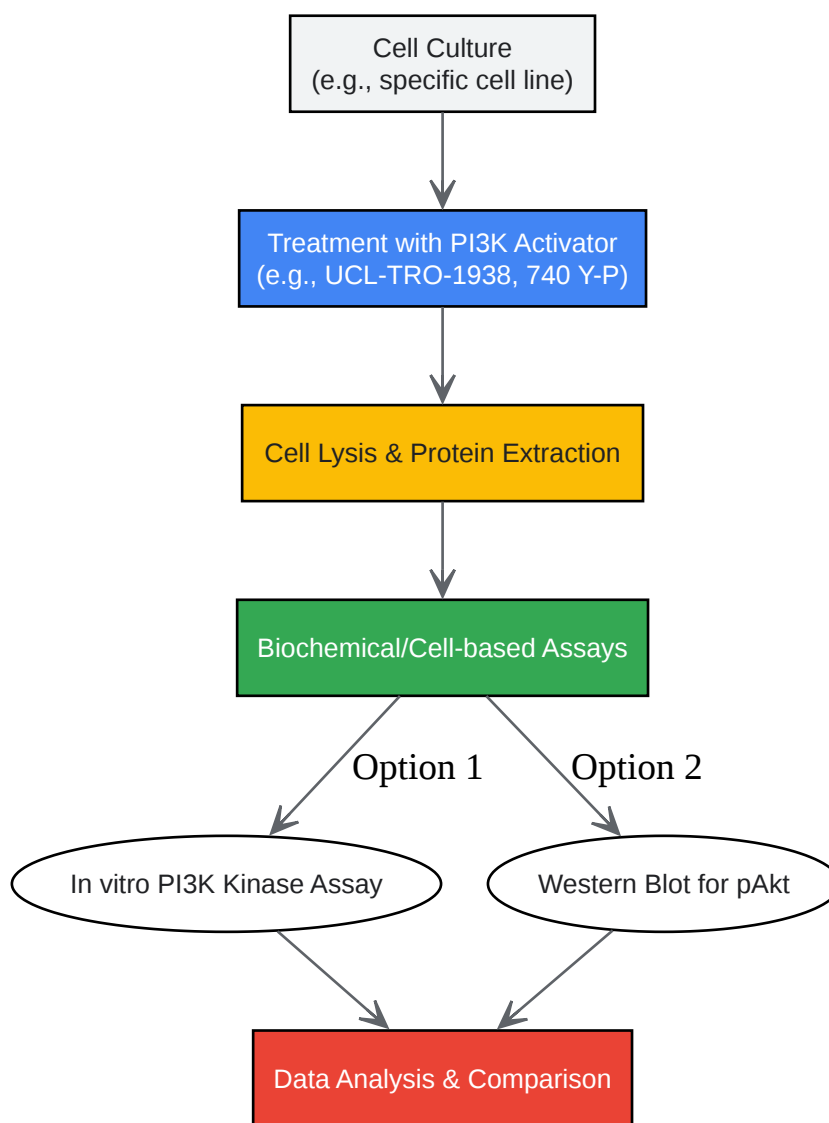 Cell Culture
(e.g., specific cell line)
Treatment with PI3K Activator
(e.g., UCL-TRO-1938, 740 Y-P)
Cell Lysis & Protein Extraction
Biochemical/Cell-based Assays
Option 1
Option 2
In vitro PI3K Kinase Assay
Western Blot for pAkt
Data Analysis & Comparison